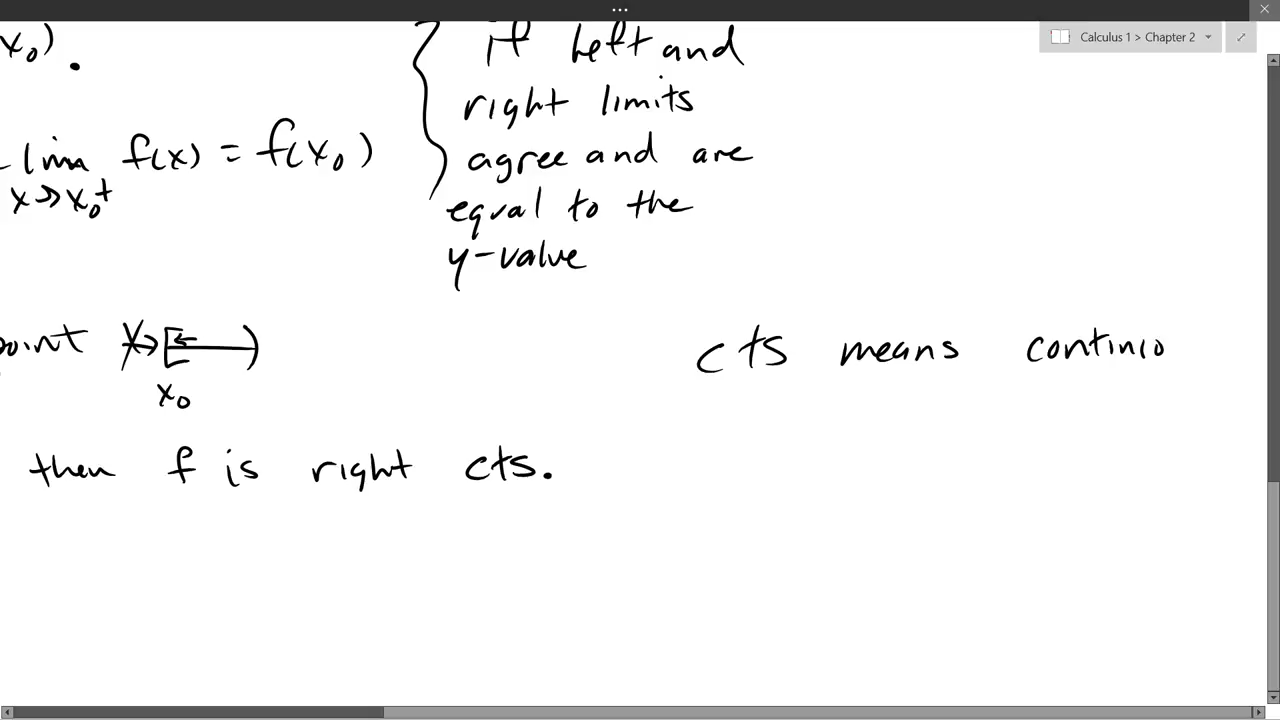 Calculus 1 > Chapter 2
x₀).
if left and
right limits
agree and are
equal to the
y-value
lim f(x) = f(x₀)
x→x₀⁺
point
x₀
cts means continuo
then f is right cts.